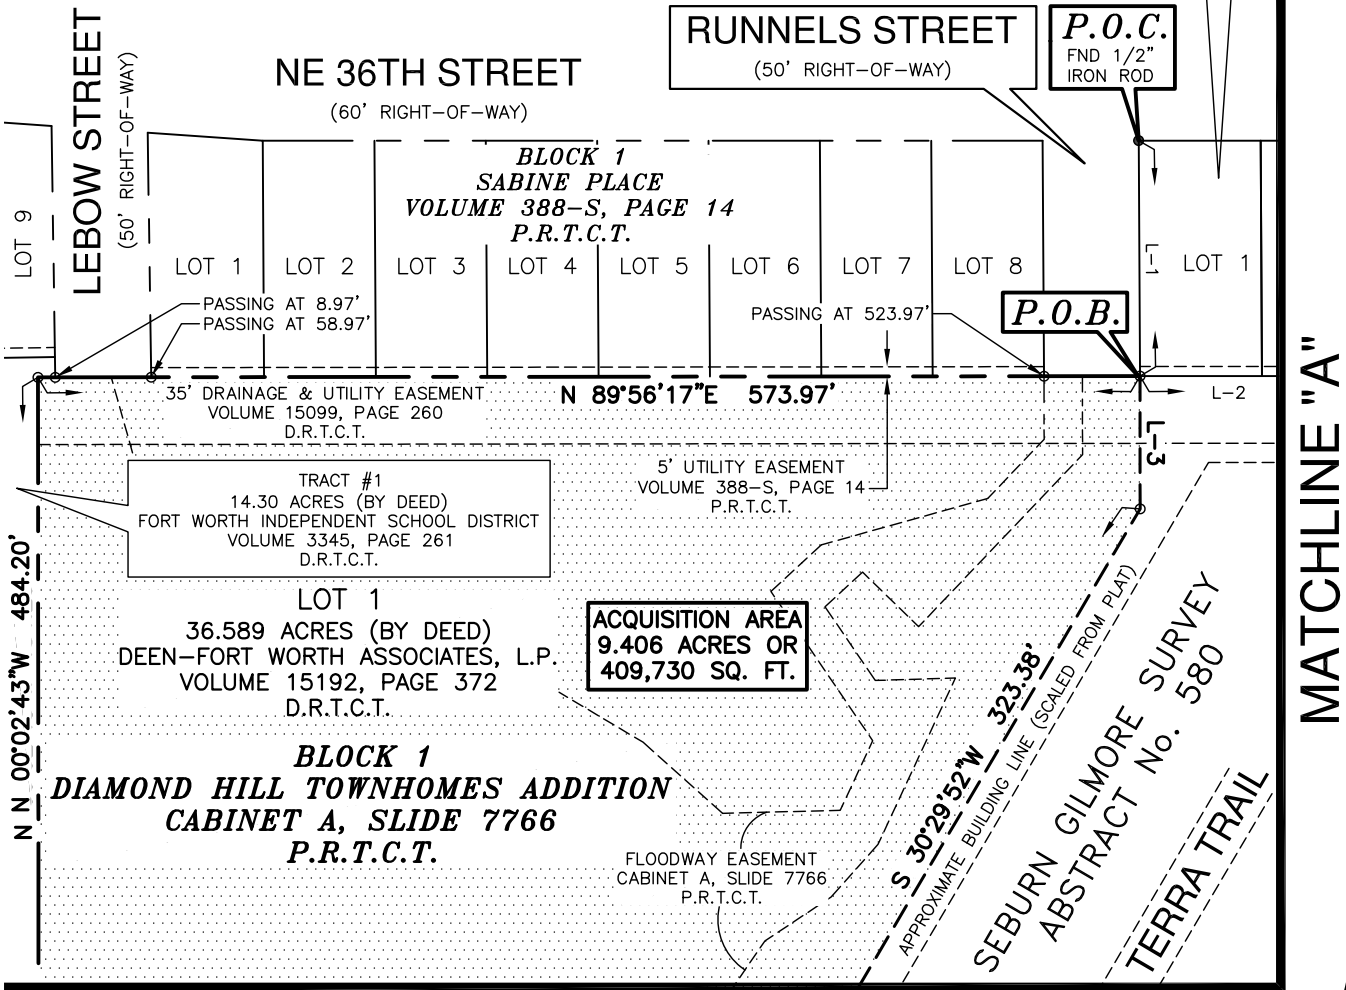 LEBOW STREET
(50' RIGHT-OF-WAY)
NE 36TH STREET
(60' RIGHT-OF-WAY)
RUNNELS STREET
(50' RIGHT-OF-WAY)
P.O.C.
FND 1/2"
IRON ROD
BLOCK 1
SABINE PLACE
VOLUME 388-S, PAGE 14
P.R.T.C.T.
LOT 9
LOT 1
LOT 2
LOT 3
LOT 4
LOT 5
LOT 6
LOT 7
LOT 8
L-1
LOT 1
PASSING AT 8.97'
PASSING AT 58.97'
PASSING AT 523.97'
P.O.B.
35' DRAINAGE & UTILITY EASEMENT
VOLUME 15099, PAGE 260
D.R.T.C.T.
N 89°56'17"E 573.97'
L-2
L-3
5' UTILITY EASEMENT
VOLUME 388-S, PAGE 14
P.R.T.C.T.
TRACT #1
14.30 ACRES (BY DEED)
FORT WORTH INDEPENDENT SCHOOL DISTRICT
VOLUME 3345, PAGE 261
D.R.T.C.T.
N N 00°02'43"W 484.20'
LOT 1
36.589 ACRES (BY DEED)
DEEN-FORT WORTH ASSOCIATES, L.P.
VOLUME 15192, PAGE 372
D.R.T.C.T.
ACQUISITION AREA
9.406 ACRES OR
409,730 SQ. FT.
BLOCK 1
DIAMOND HILL TOWNHOMES ADDITION
CABINET A, SLIDE 7766
P.R.T.C.T.
FLOODWAY EASEMENT
CABINET A, SLIDE 7766
P.R.T.C.T.
S 30°29'52"W 323.38'
APPROXIMATE BUILDING LINE (SCALED FROM PLAT)
SEBURN GILMORE SURVEY
ABSTRACT No. 580
TERRA TRAIL
MATCHLINE "A"